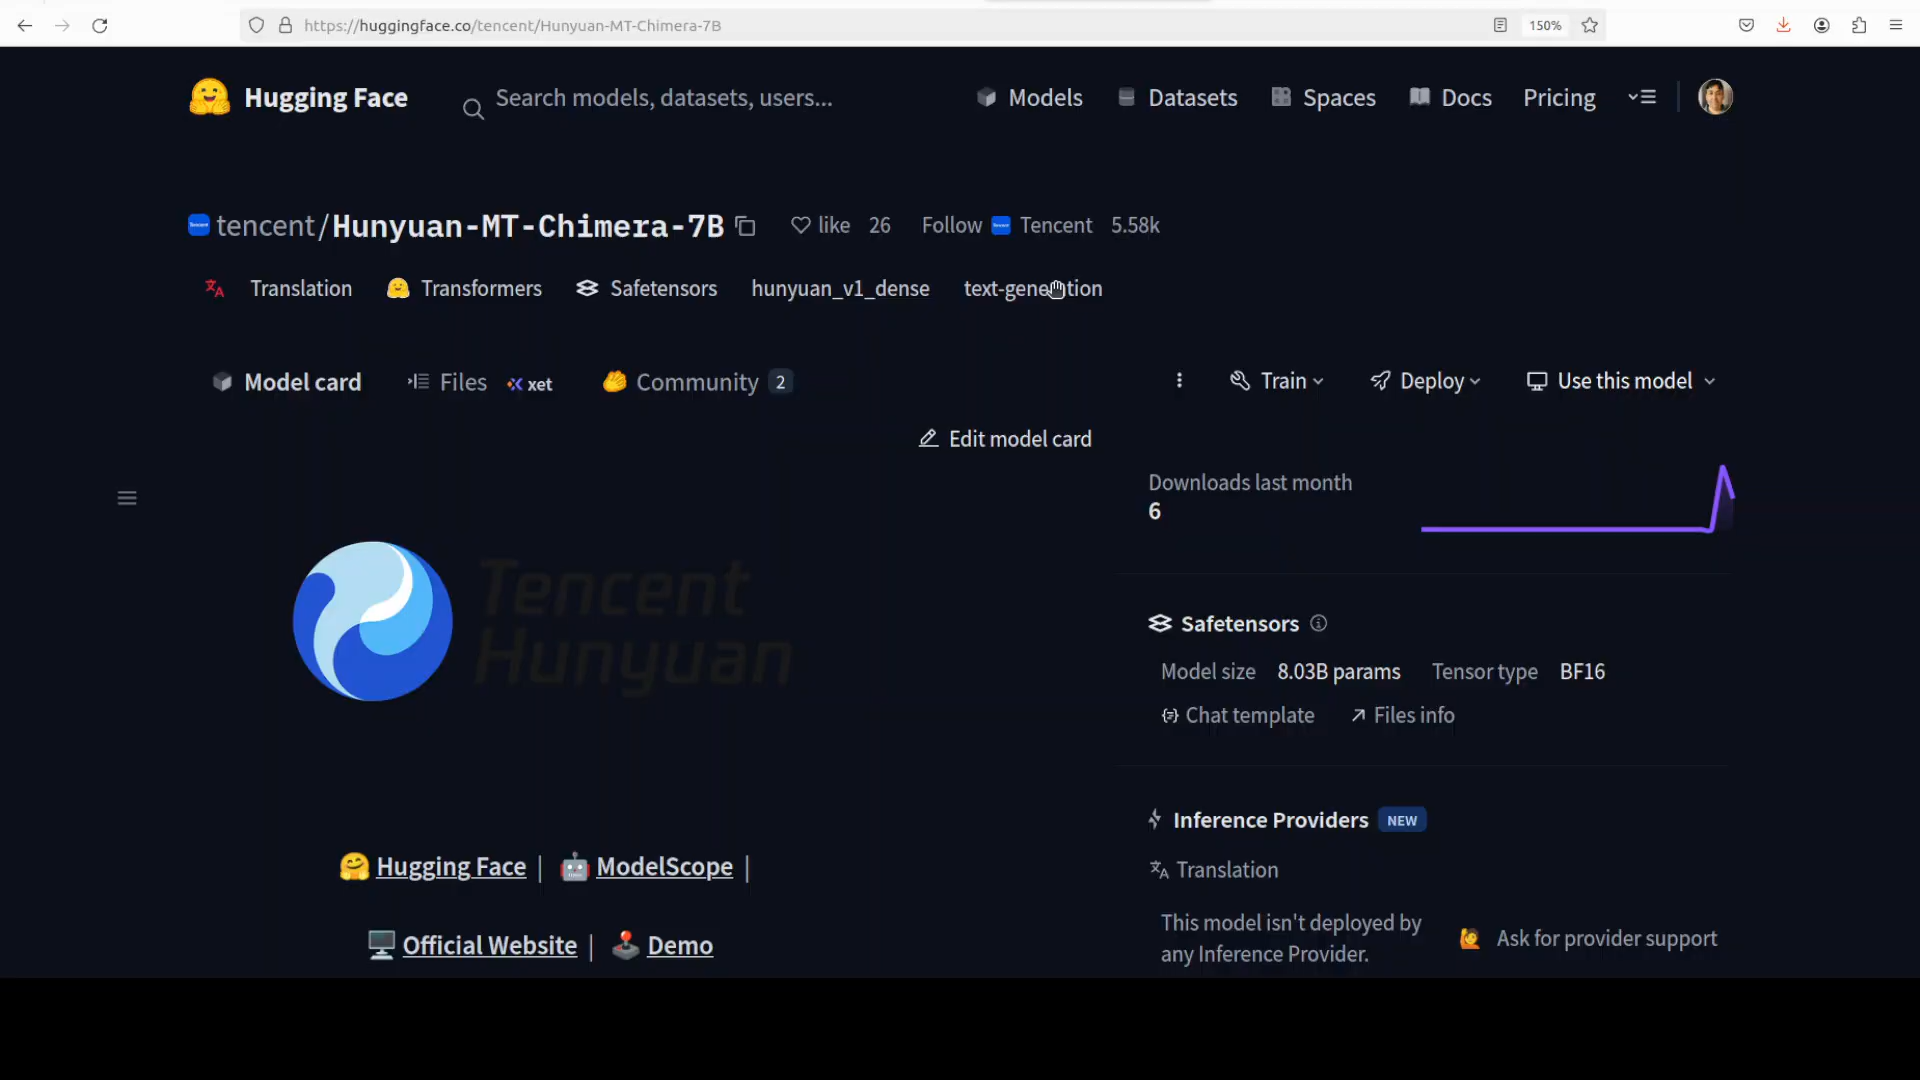 https://huggingface.co/tencent/Hunyuan-MT-Chimera-7B
150%
Hugging Face
Search models, datasets, users...
Models
Datasets
Spaces
Docs
Pricing
tencent/Hunyuan-MT-Chimera-7B
like 26
Follow Tencent 5.58k
Translation
Transformers
Safetensors
hunyuan_v1_dense
text-generation
Model card
Files
xet
Community 2
Train
Deploy
Use this model
Edit model card
Downloads last month
6
Tencent
Hunyuan
Safetensors
Model size 8.03B params
Tensor type BF16
Chat template
Files info
Inference Providers NEW
Translation
This model isn't deployed by
any Inference Provider.
Ask for provider support
Hugging Face | ModelScope |
Official Website | Demo